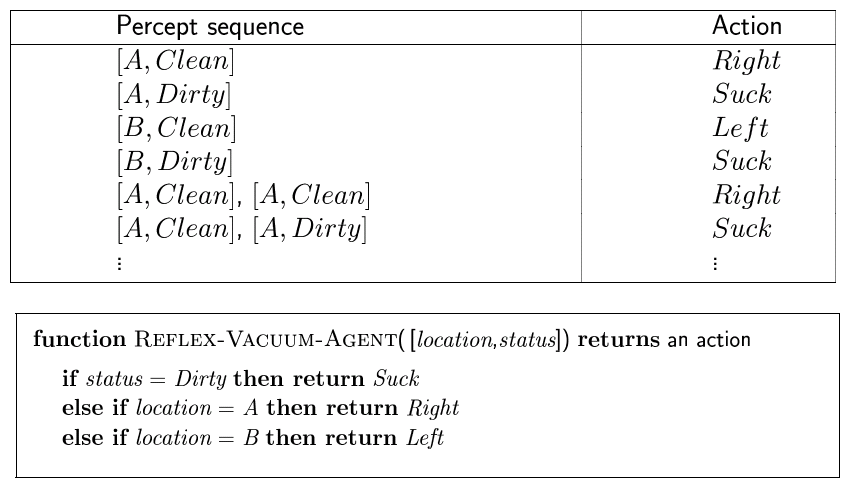 Percept sequence Action
[A, Clean] Right
[A, Dirty] Suck
[B, Clean] Left
[B, Dirty] Suck
[A, Clean], [A, Clean] Right
[A, Clean], [A, Dirty] Suck
⋮ ⋮
function REFLEX-VACUUM-AGENT([location,status]) returns an action
if status = Dirty then return Suck
else if location = A then return Right
else if location = B then return Left